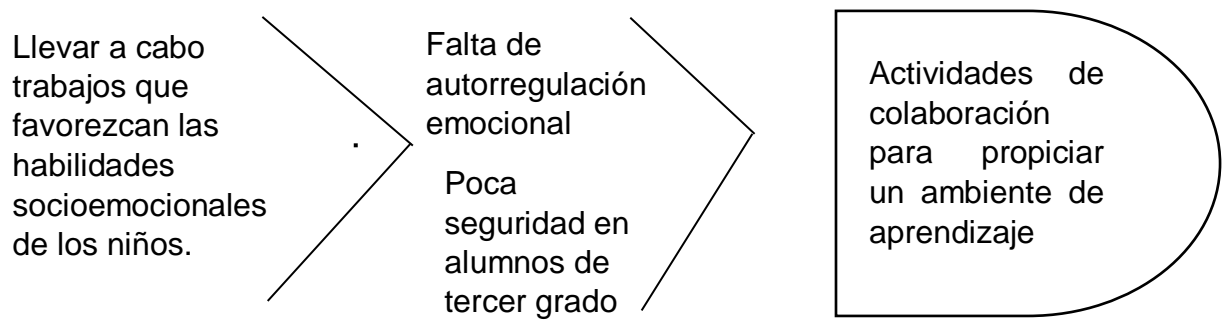 Llevar a cabo
trabajos que
favorezcan las
habilidades
socioemocionales
de los niños.
.
Falta de
autorregulación
emocional
Poca
seguridad en
alumnos de
tercer grado
Actividades de
colaboración
para propiciar
un ambiente de
aprendizaje